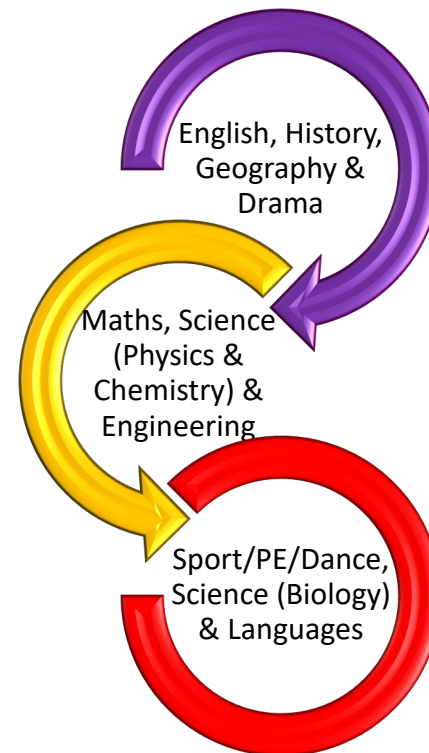 English, History,
Geography &
Drama
Maths, Science
(Physics &
Chemistry) &
Engineering
Sport/PE/Dance,
Science (Biology)
& Languages